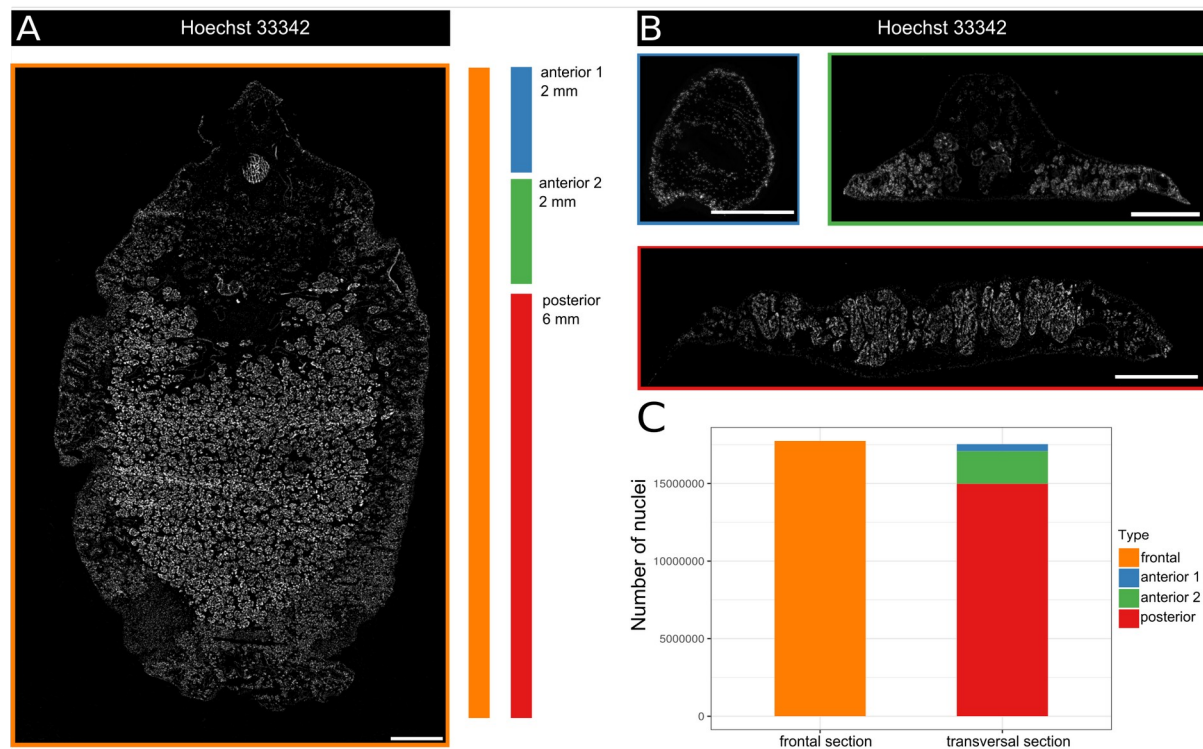 A
Hoechst 33342
anterior 1
2 mm
anterior 2
2 mm
posterior
6 mm
B
Hoechst 33342
C
Number of nuclei
15000000
10000000
5000000
0
frontal section
transversal section
Type
frontal
anterior 1
anterior 2
posterior